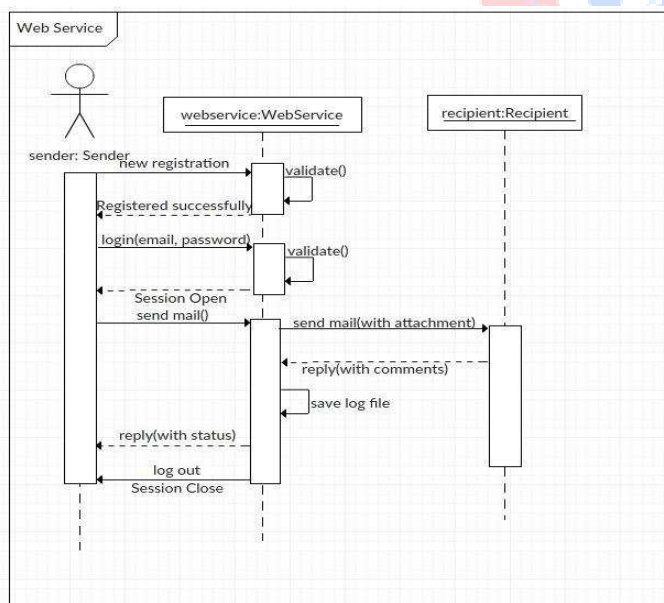 Web Service
webservice:WebService
recipient:Recipient
sender: Sender
new registration
validate()
Registered successfully
login(email, password)
validate()
Session Open
send mail()
send mail(with attachment)
reply(with comments)
save log file
reply(with status)
log out
Session Close